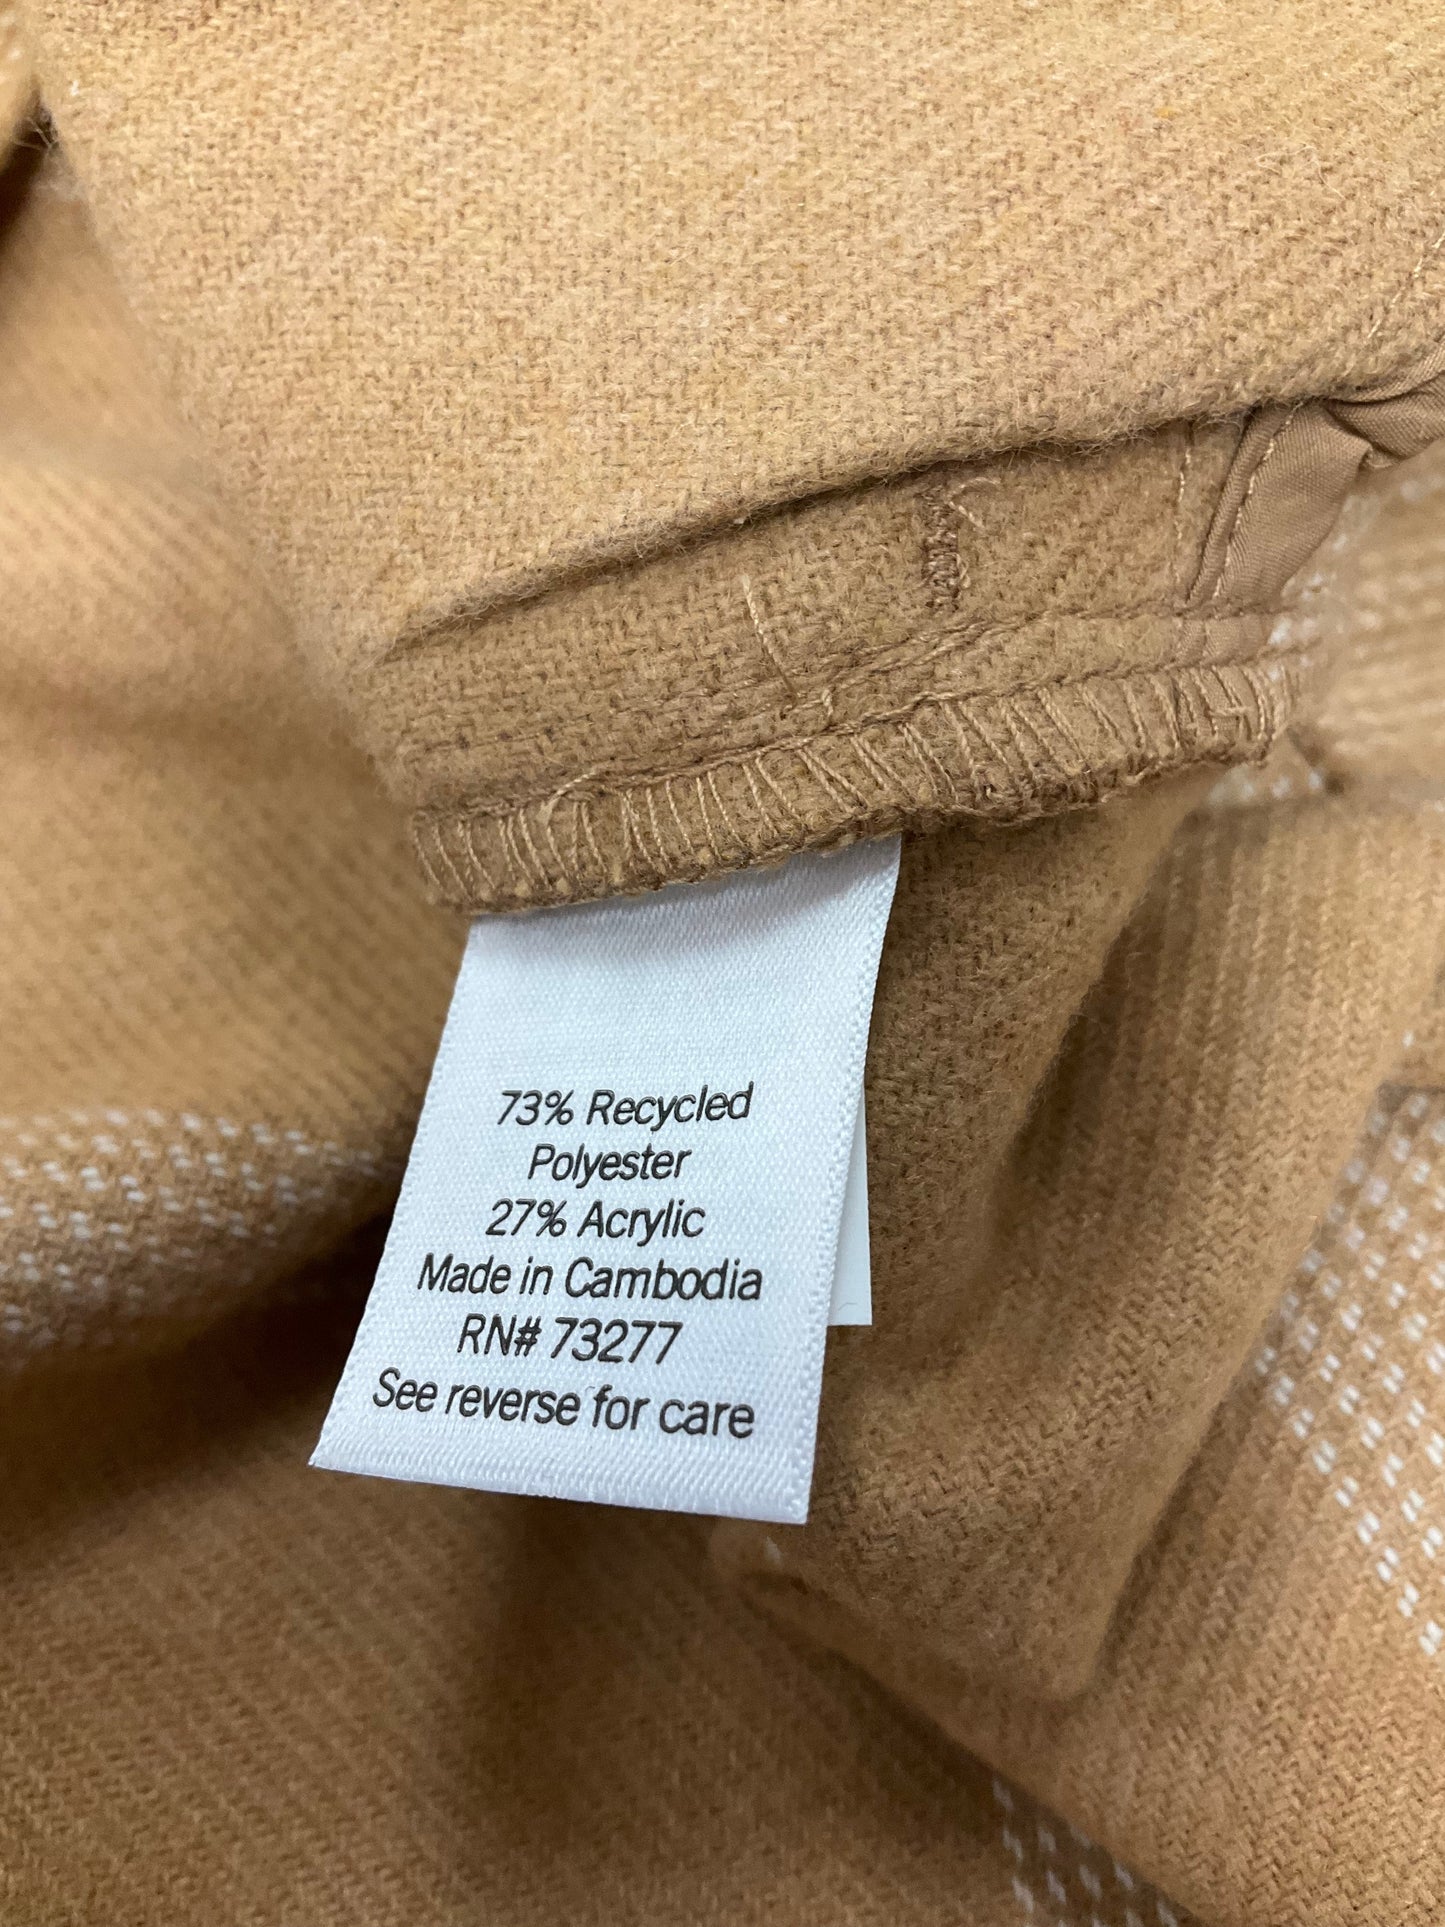 73% Recycled
Polyester
27% Acrylic
Made in Cambodia
RN# 73277
See reverse for care